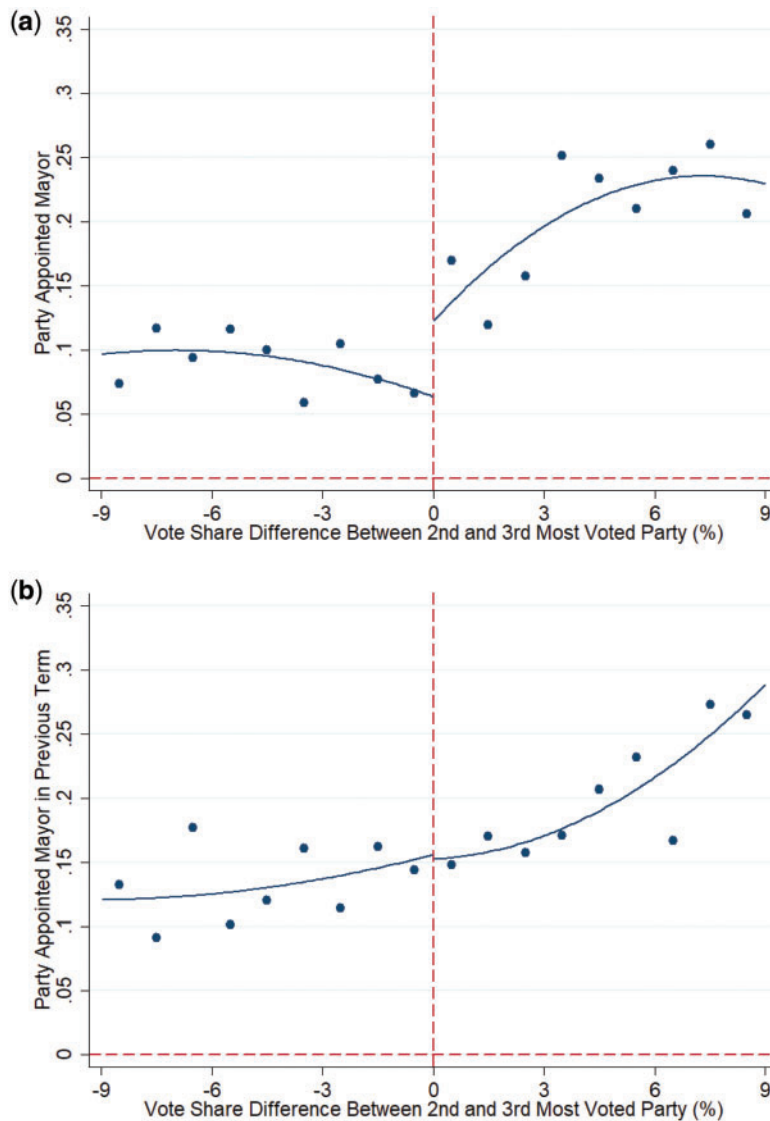 (a)
Party Appointed Mayor
.35
.3
.25
.2
.15
.1
.05
0
-9 -6 -3 0 3 6 9
Vote Share Difference Between 2nd and 3rd Most Voted Party (%)
(b)
Party Appointed Mayor in Previous Term
.35
.3
.25
.2
.15
.1
.05
0
-9 -6 -3 0 3 6 9
Vote Share Difference Between 2nd and 3rd Most Voted Party (%)